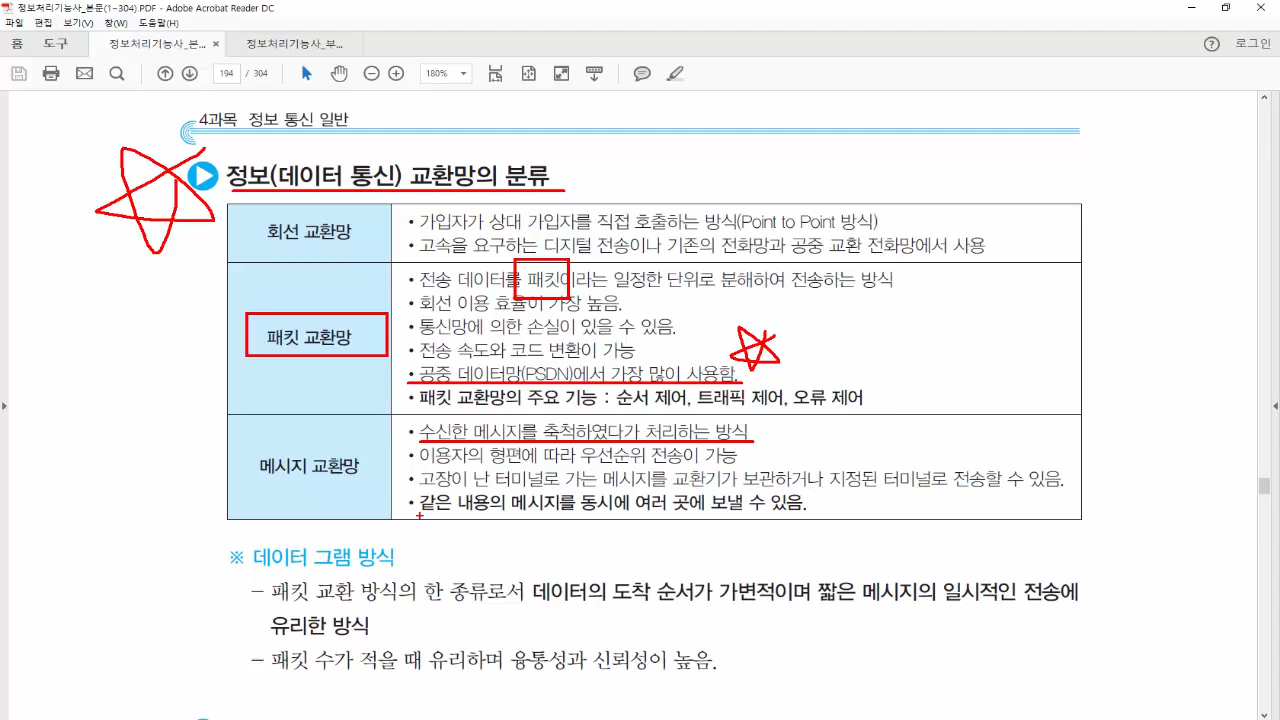 정보처리기능사_본문(1~304).PDF - Adobe Acrobat Reader DC
파일 편집 보기(V) 창(W) 도움말(H)
홈 도구 정보처리기능사_본... × 정보처리기능사_부... 로그인
194 / 304 180%
4과목 정보 통신 일반
정보(데이터 통신) 교환망의 분류
회선 교환망
• 가입자가 상대 가입자를 직접 호출하는 방식(Point to Point 방식)
• 고속을 요구하는 디지털 전송이나 기존의 전화망과 공중 교환 전화망에서 사용
패킷 교환망
• 전송 데이터를 패킷이라는 일정한 단위로 분해하여 전송하는 방식
• 회선 이용 효율이 가장 높음.
• 통신망에 의한 손실이 있을 수 있음.
• 전송 속도와 코드 변환이 가능
• 공중 데이터망(PSDN)에서 가장 많이 사용함.
• 패킷 교환망의 주요 기능 : 순서 제어, 트래픽 제어, 오류 제어
메시지 교환망
• 수신한 메시지를 축척하였다가 처리하는 방식
• 이용자의 형편에 따라 우선순위 전송이 가능
• 고장이 난 터미널로 가는 메시지를 교환기가 보관하거나 지정된 터미널로 전송할 수 있음.
• 같은 내용의 메시지를 동시에 여러 곳에 보낼 수 있음.
※ 데이터 그램 방식
– 패킷 교환 방식의 한 종류로서 데이터의 도착 순서가 가변적이며 짧은 메시지의 일시적인 전송에
유리한 방식
– 패킷 수가 적을 때 유리하며 융통성과 신뢰성이 높음.